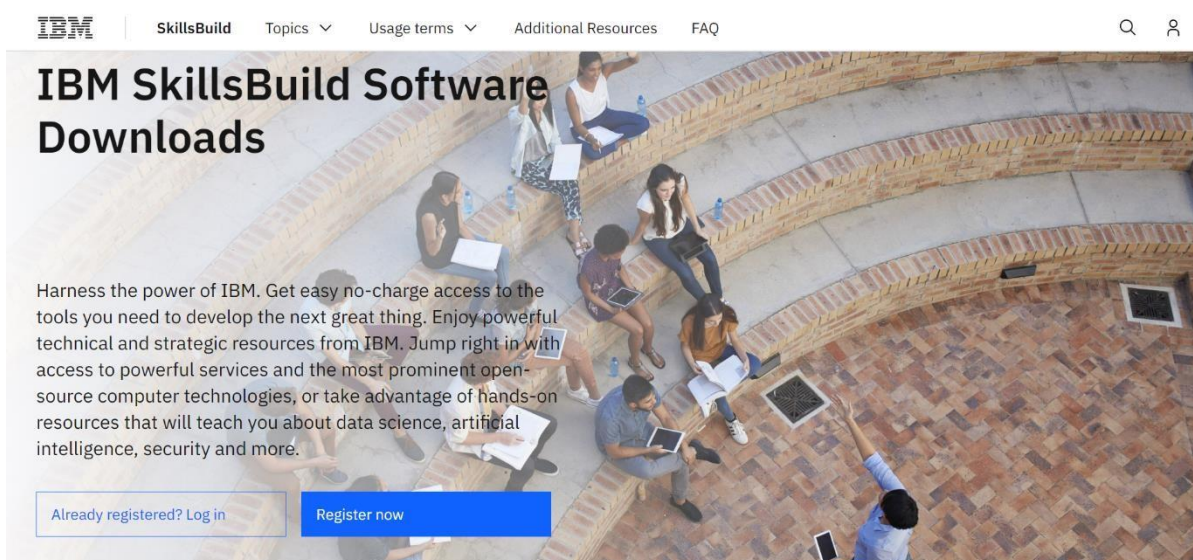 IBM SkillsBuild Topics Usage terms Additional Resources FAQ
IBM SkillsBuild Software
Downloads
Harness the power of IBM. Get easy no-charge access to the
tools you need to develop the next great thing. Enjoy powerful
technical and strategic resources from IBM. Jump right in with
access to powerful services and the most prominent open-
source computer technologies, or take advantage of hands-on
resources that will teach you about data science, artificial
intelligence, security and more.
Already registered? Log in Register now